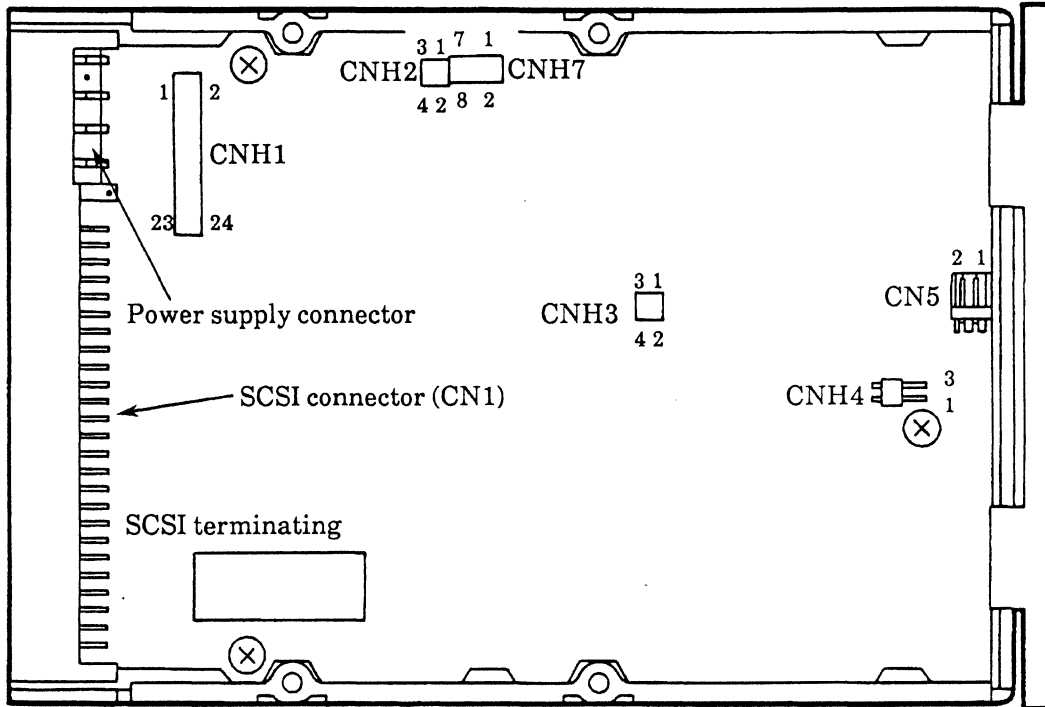 3 1 7 1
CNH2 CNH7
4 2 8 2
1 2
CNH1
23 24
2 1
CN5
3 1
CNH3
4 2
Power supply connector
CNH4 3
1
SCSI connector (CN1)
SCSI terminating